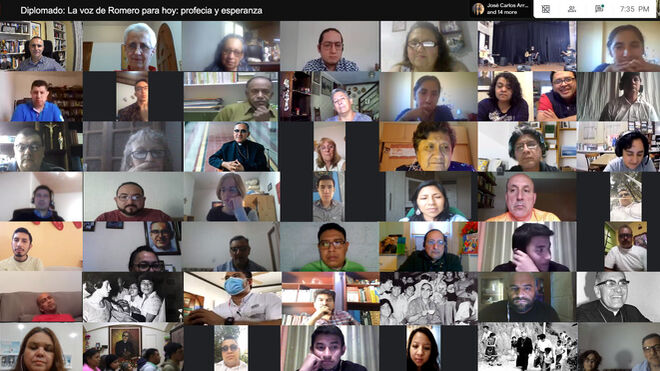 Diplomado: La voz de Romero para hoy: profecía y esperanza
José Carlos Arr...
and 14 more
7:35 PM